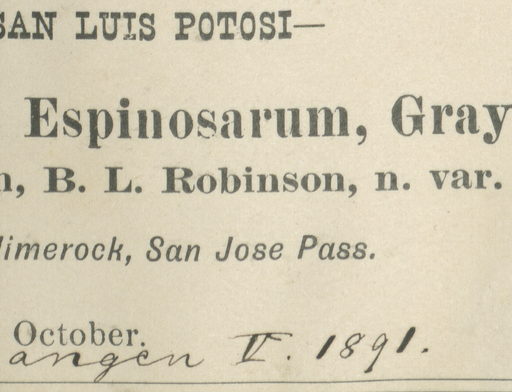 SAN LUIS POTOSI—
Espinosarum, Gray
n, B. L. Robinson, n. var.
limerock, San Jose Pass.
October.
angen V. 1891.